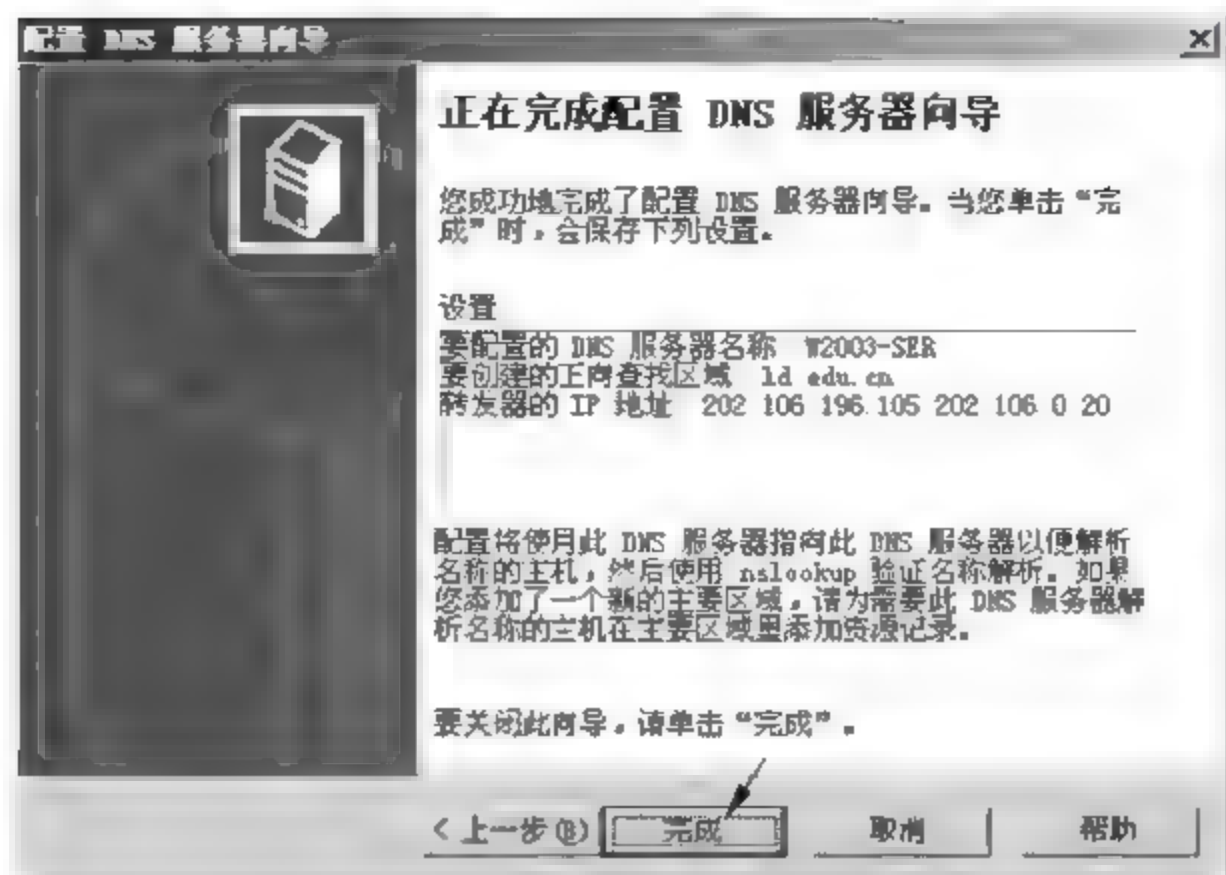 配置 DNS 服务器向导
正在完成配置 DNS 服务器向导
您成功地完成了配置 DNS 服务器向导。当您单击“完
成”时，会保存下列设置。
设置
要配置的 DNS 服务器名称 W2003-SER
要创建的正向查找区域 ld edu.cn
转发器的 IP 地址 202 106 196.105 202 106 0 20
配置将使用此 DNS 服务器指向此 DNS 服务器以便解析
名称的主机，然后使用 nslookup 验证名称解析。如果
您添加了一个新的主要区域，请为需要此 DNS 服务器解
析名称的主机在主要区域里添加资源记录。
要关闭此向导，请单击“完成”。
< 上一步(B)
完成
取消
帮助